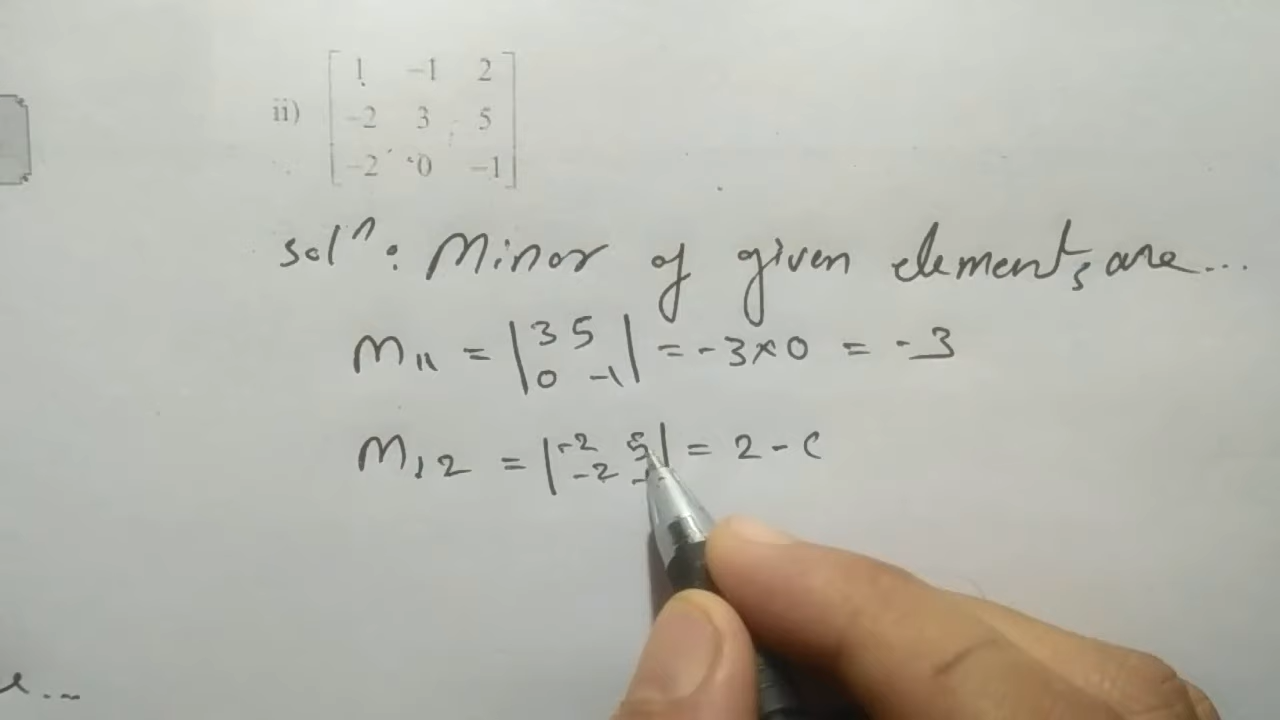 ii) [ 1 -1 2
-2 3 5
-2 0 -1 ]
solⁿ: Minor of given elements are...
M₁₁ = | 3 5 | = -3×0 = -3
0 -1
M₁₂ = | -2 5 | = 2 - (
-2 -1
...